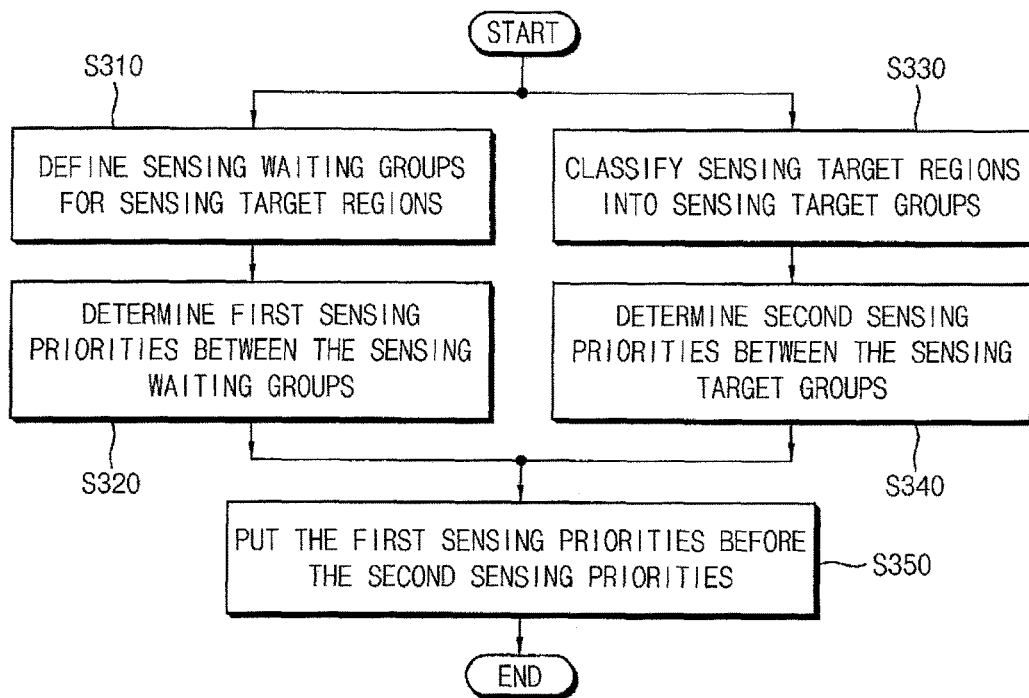 START
S310
S330
DEFINE SENSING WAITING GROUPS
FOR SENSING TARGET REGIONS
CLASSIFY SENSING TARGET REGIONS
INTO SENSING TARGET GROUPS
DETERMINE FIRST SENSING
PRIORITIES BETWEEN THE SENSING
WAITING GROUPS
DETERMINE SECOND SENSING
PRIORITIES BETWEEN THE SENSING
TARGET GROUPS
S320
S340
PUT THE FIRST SENSING PRIORITIES BEFORE
THE SECOND SENSING PRIORITIES
S350
END